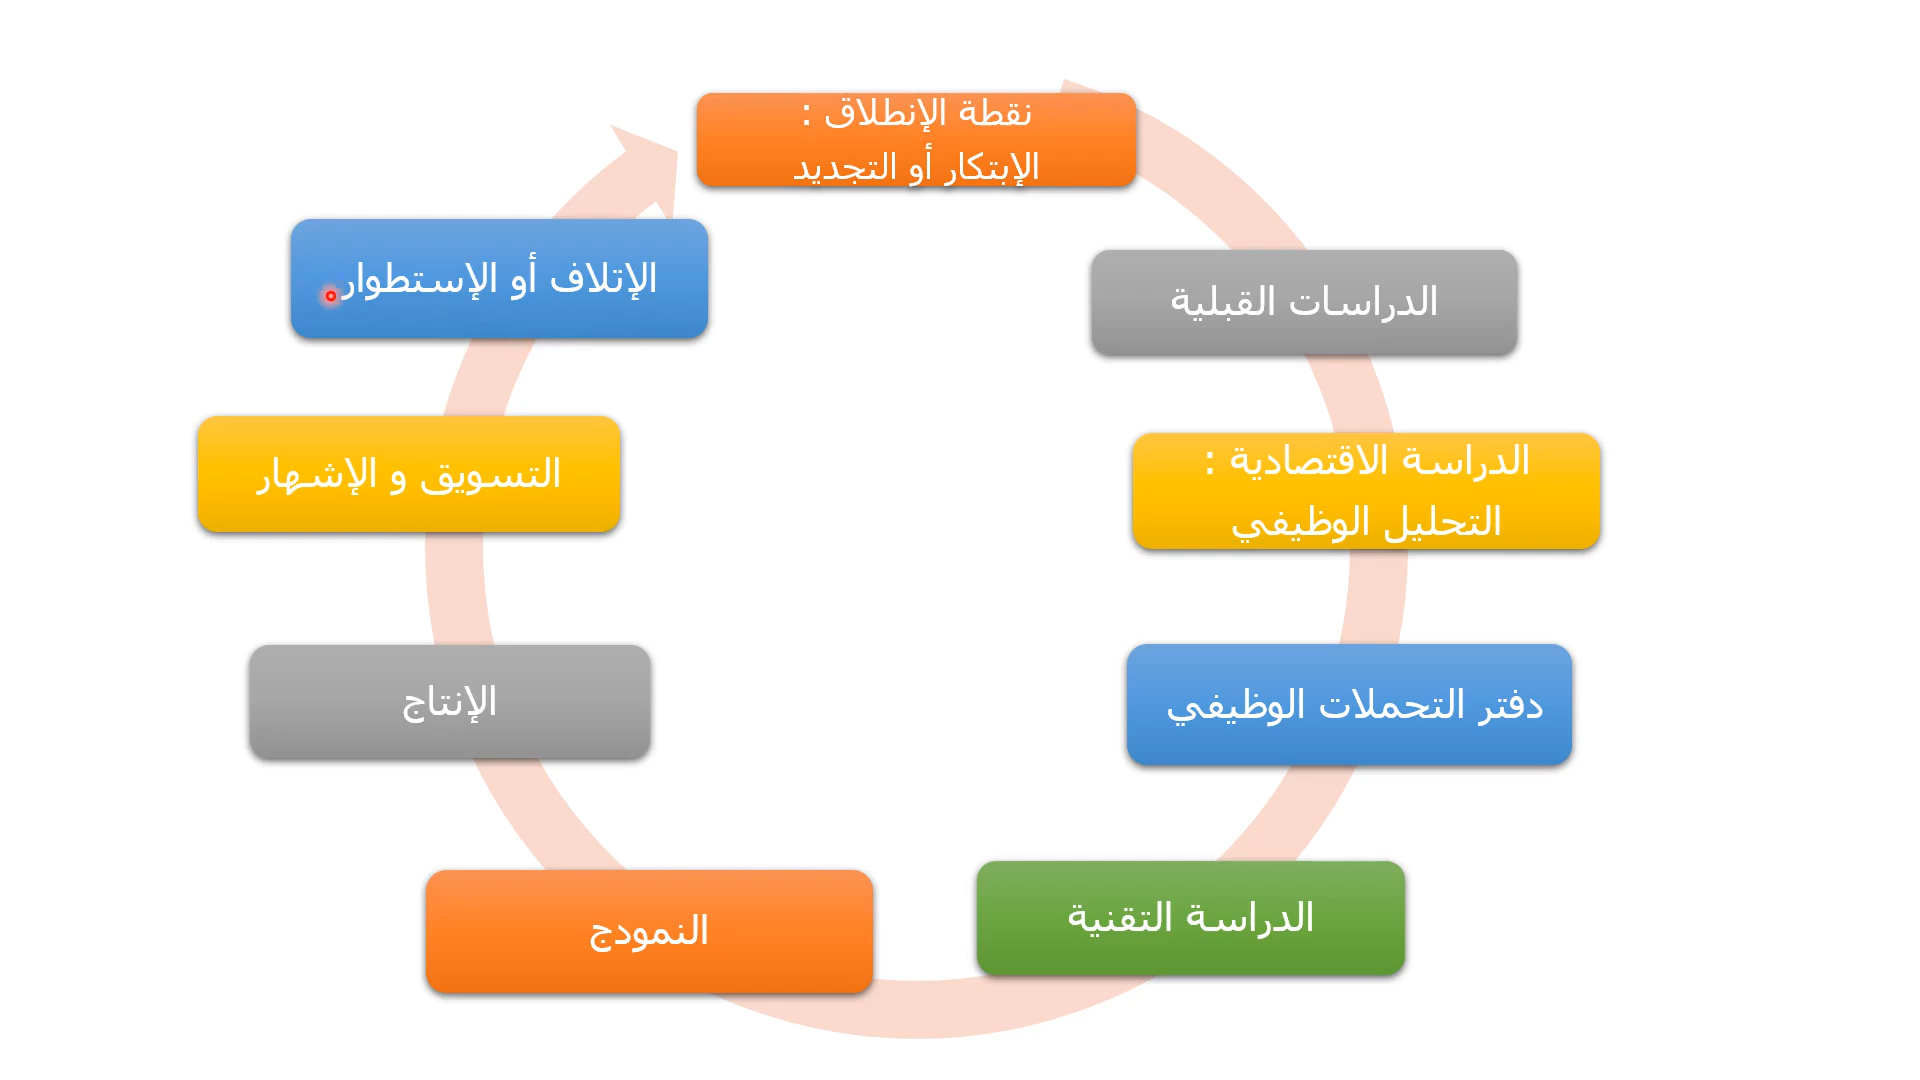 نقطة الإنطلاق :
الإبتكار أو التجديد
الدراسات القبلية
الدراسة الاقتصادية :
التحليل الوظيفي
دفتر التحملات الوظيفي
الدراسة التقنية
النموذج
الإنتاج
التسويق و الإشهار
الإتلاف أو الإستطوار